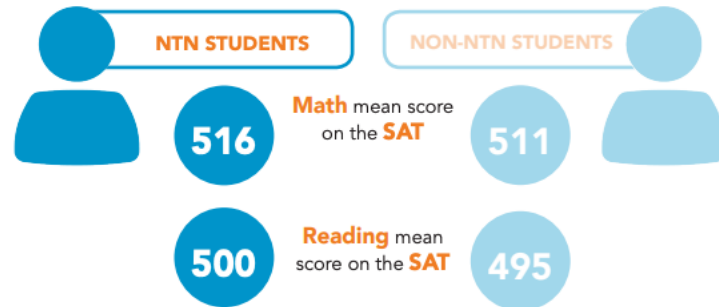 NTN STUDENTS
NON-NTN STUDENTS
516
Math mean score
on the SAT
511
500
Reading mean
score on the SAT
495